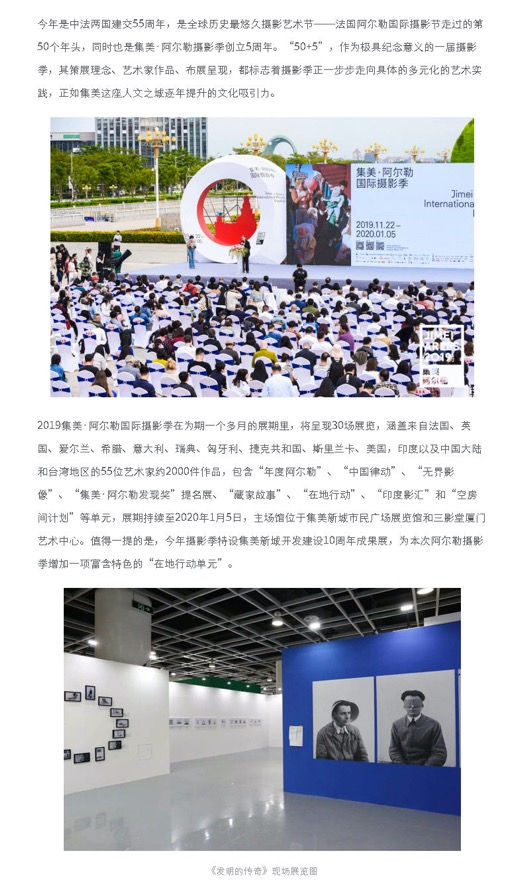 今年是中法两国建交55周年，是全球历史最悠久摄影艺术节——法国阿尔勒国际摄影节走过的第
50个年头，同时也是集美·阿尔勒摄影季创立5周年。“50+5”，作为极具纪念意义的一届摄影
季，其策展理念、艺术家作品、布展呈现，都标志着摄影季正一步步走向具体的多元化的艺术实
践，正如集美这座人文之城逐年提升的文化吸引力。
集美·阿尔勒
国际摄影季
Jimei
International
2019.11.22 -
2020.01.05
JIMEI
ARLES
2019
集美
阿尔勒
2019集美·阿尔勒国际摄影季在为期一个多月的展期里，将呈现30场展览，涵盖来自法国、英
国、爱尔兰、希腊、意大利、瑞典、匈牙利、捷克共和国、斯里兰卡、美国，印度以及中国大陆
和台湾地区的55位艺术家约2000件作品，包含“年度阿尔勒”、“中国律动”、“无界影
像”、“集美·阿尔勒发现奖”提名展、“藏家故事”、“在地行动”、“印度影汇”和“空房
间计划”等单元，展期持续至2020年1月5日，主场馆位于集美新城市民广场展览馆和三影堂厦门
艺术中心。值得一提的是，今年摄影季特设集美新城开发建设10周年成果展，为本次阿尔勒摄影
季增加一项富含特色的“在地行动单元”。
《发明的传奇》现场展览图